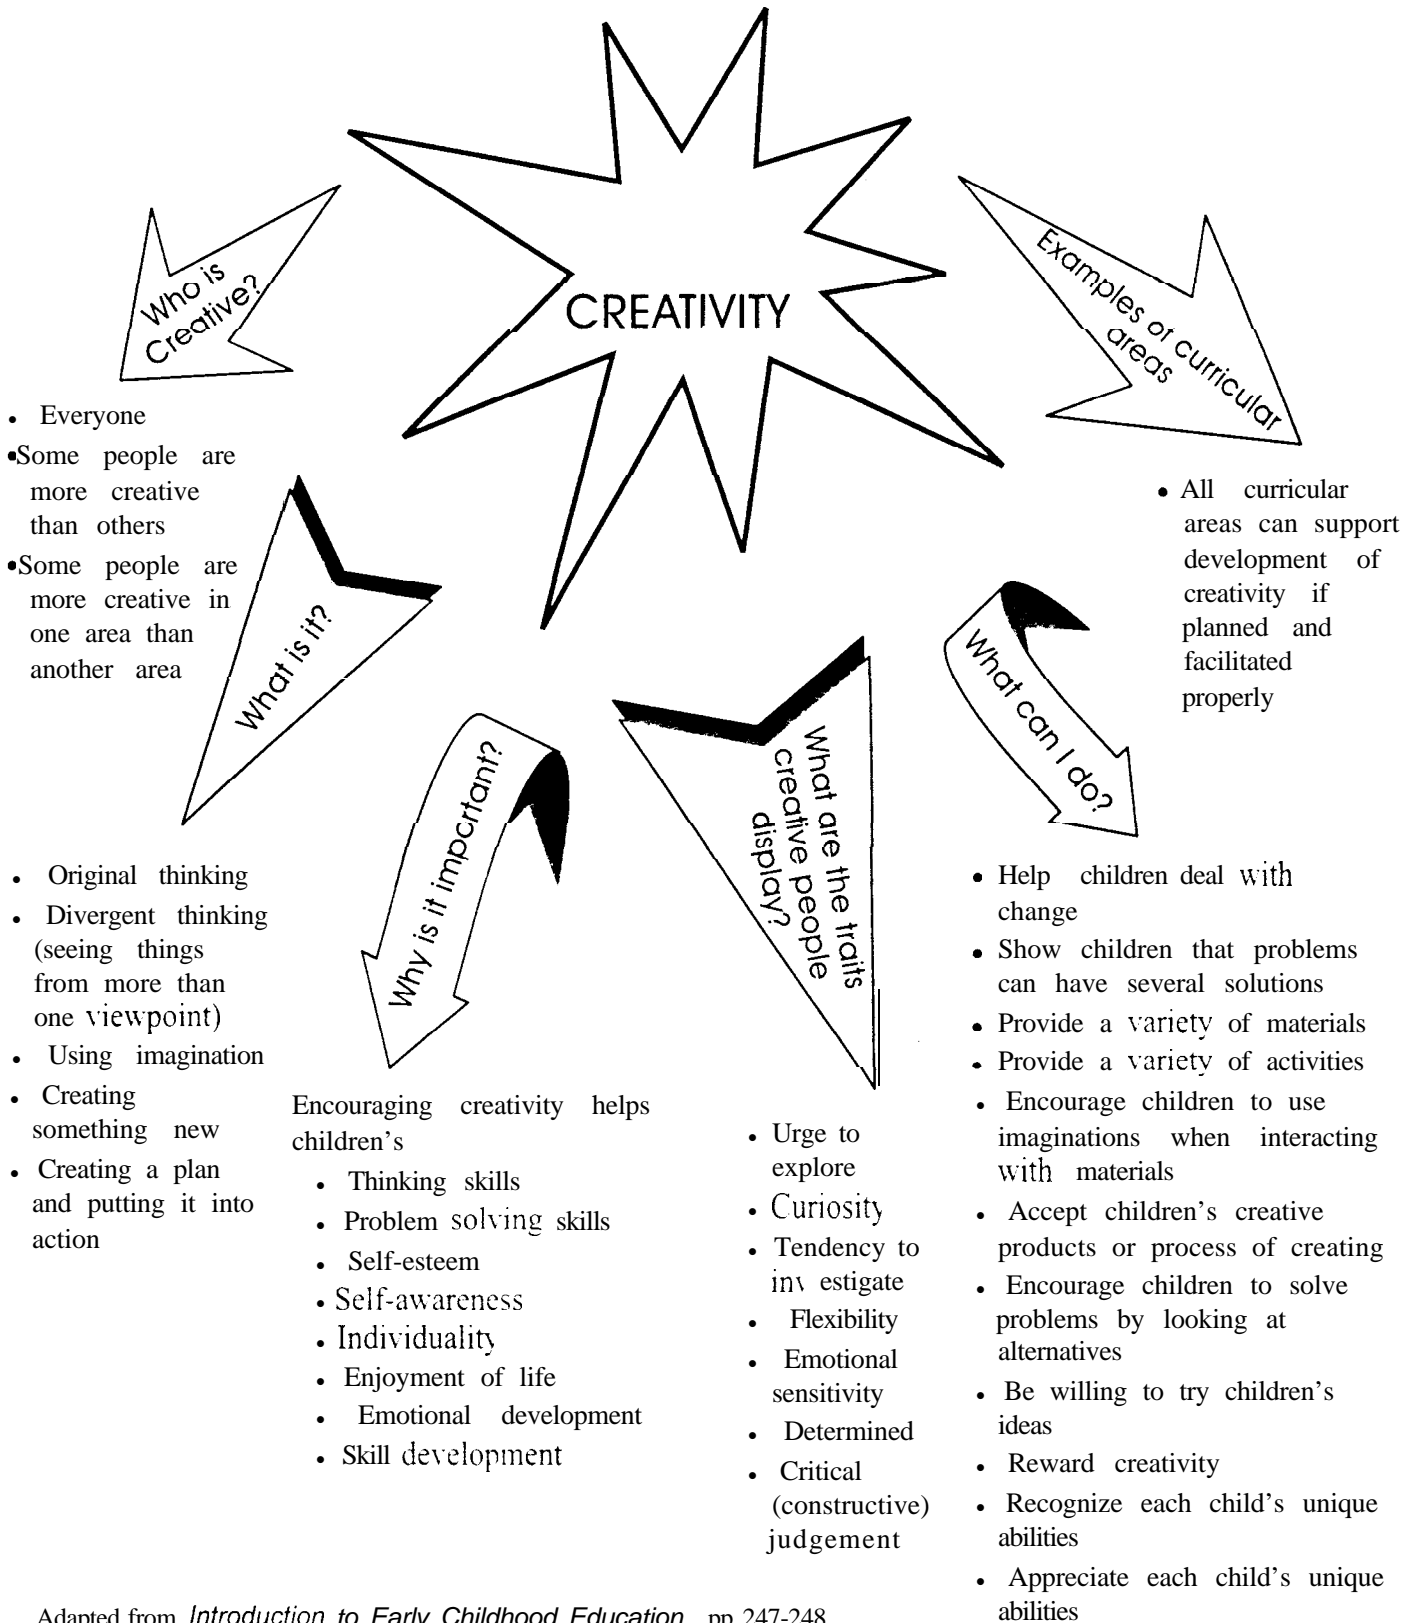 CREATIVITY
Who is
Creative?
• Everyone
• Some people are
more creative
than others
• Some people are
more creative in
one area than
another area
What is it?
• Original thinking
• Divergent thinking
(seeing things
from more than
one viewpoint)
• Using imagination
• Creating
something new
• Creating a plan
and putting it into
action
Why is it important?
Encouraging creativity helps
children's
• Thinking skills
• Problem solving skills
• Self-esteem
• Self-awareness
• Individuality
• Enjoyment of life
• Emotional development
• Skill development
What are the traits
creative people
display?
• Urge to
explore
• Curiosity
• Tendency to
investigate
• Flexibility
• Emotional
sensitivity
• Determined
• Critical
(constructive)
judgement
What can I do?
• Help children deal with
change
• Show children that problems
can have several solutions
• Provide a variety of materials
• Provide a variety of activities
• Encourage children to use
imaginations when interacting
with materials
• Accept children's creative
products or process of creating
• Encourage children to solve
problems by looking at
alternatives
• Be willing to try children's
ideas
• Reward creativity
• Recognize each child's unique
abilities
• Appreciate each child's unique
abilities
Examples of curricular
areas
• All curricular
areas can support
development of
creativity if
planned and
facilitated
properly
Adapted from Introduction to Early Childhood Education pp 247-248